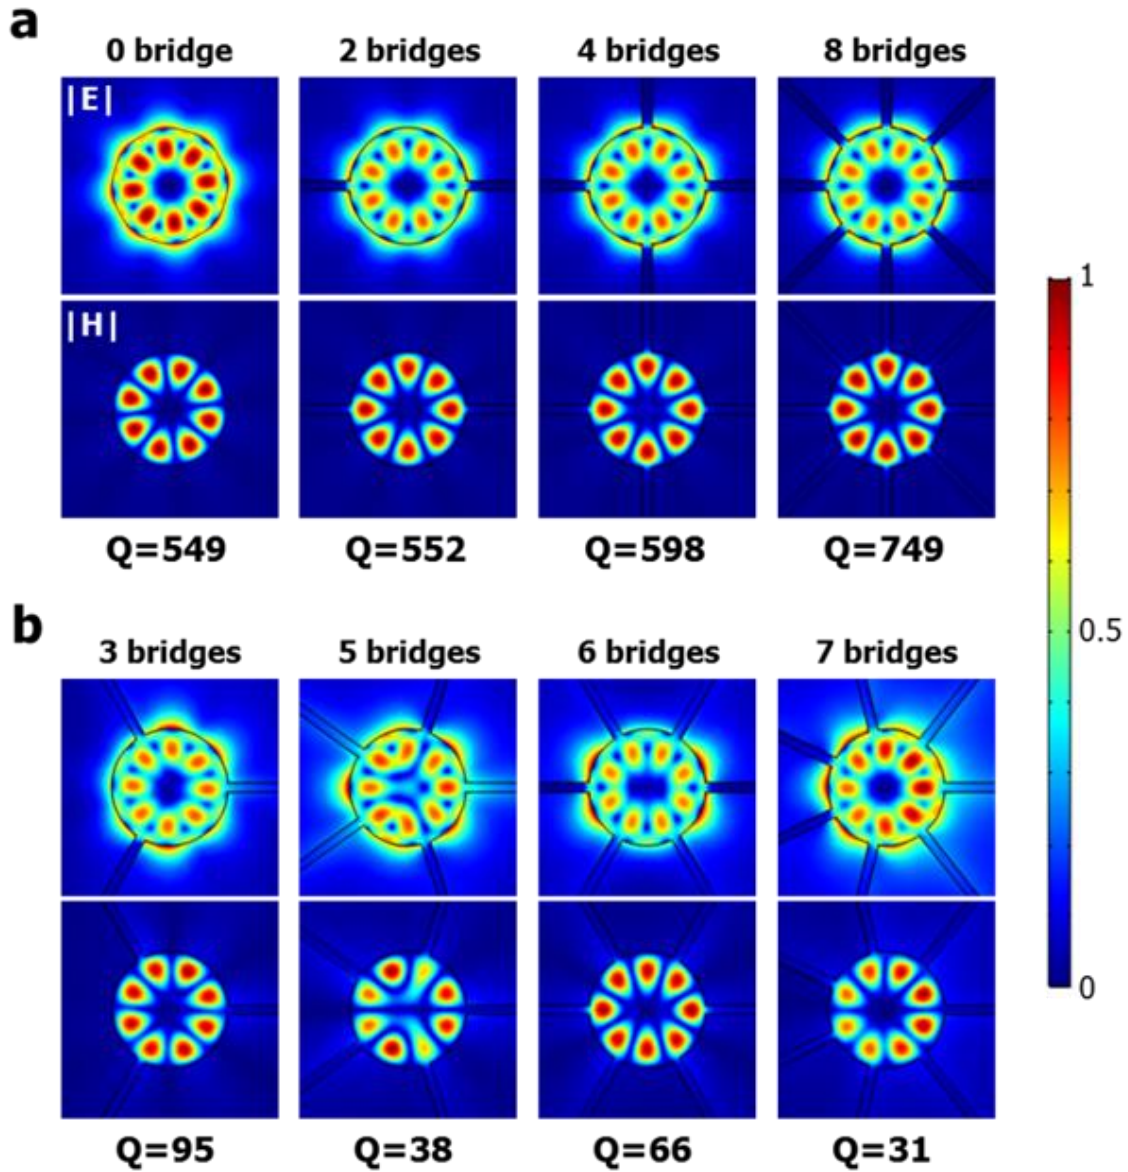 a
0 bridge 2 bridges 4 bridges 8 bridges
|E|
|H|
Q=549 Q=552 Q=598 Q=749
1
0.5
0
b
3 bridges 5 bridges 6 bridges 7 bridges
Q=95 Q=38 Q=66 Q=31